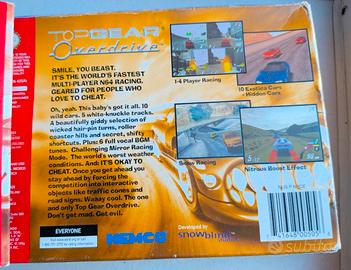 TOP GEAR
Overdrive
SMILE, YOU BEAST.
IT'S THE WORLD'S FASTEST
MULTI-PLAYER N64 RACING.
GEARED FOR PEOPLE WHO
LOVE TO CHEAT.
Oh, yeah. This baby's got it all. 10
wild cars. 5 white-knuckle tracks.
A beautifully giddy selection of
wicked hair-pin turns, roller
coaster hills and secret, shifty
shortcuts. Plus 6 full vocal BGM
tunes. Challenging Mirror Racing
Mode. The world's worst weather
conditions. And: IT'S OKAY TO
CHEAT. Once you get ahead you
stay ahead by forcing the
competition into interactive
objects like traffic cones and
road signs. Waaay cool. The one
and only Top Gear Overdrive.
Don't get mad. Get evil.
1-4 Player Racing
10 Exotica Cars
+ Hidden Cars
Snow Racing
Nitrous Boost Effect
EVERYONE
KEMCO
Developed by
snowblind
subito